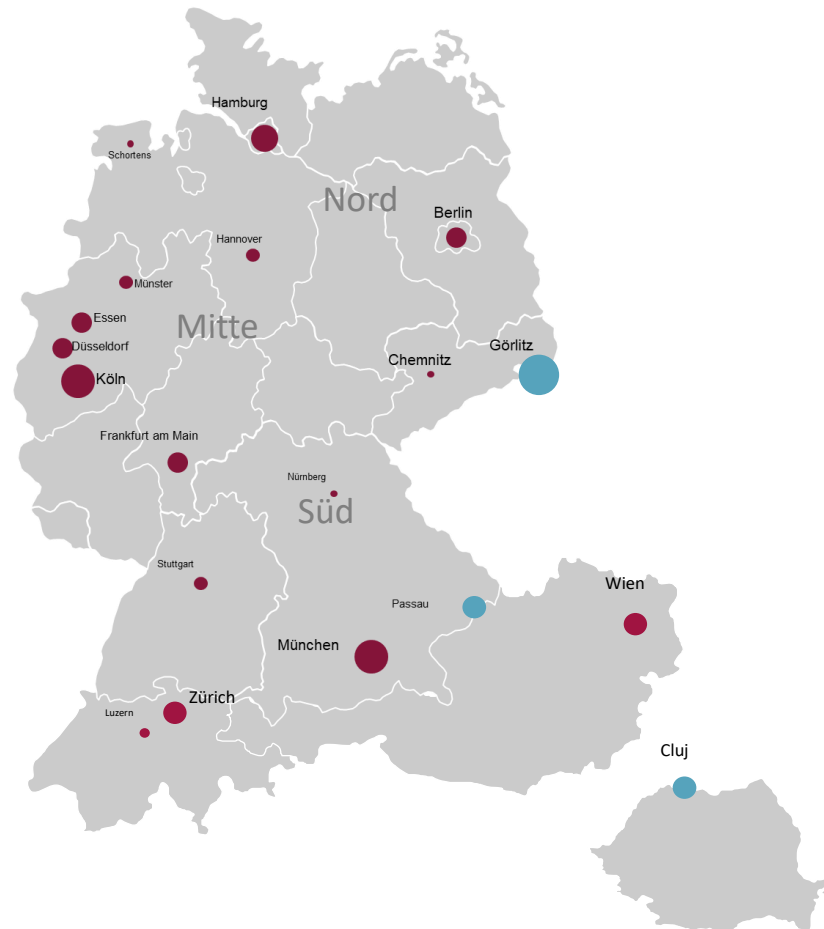 Hamburg
Schortens
Nord
Berlin
Hannover
Münster
Essen
Mitte
Düsseldorf
Görlitz
Chemnitz
Köln
Frankfurt am Main
Nürnberg
Süd
Stuttgart
Wien
Passau
München
Zürich
Luzern
Cluj